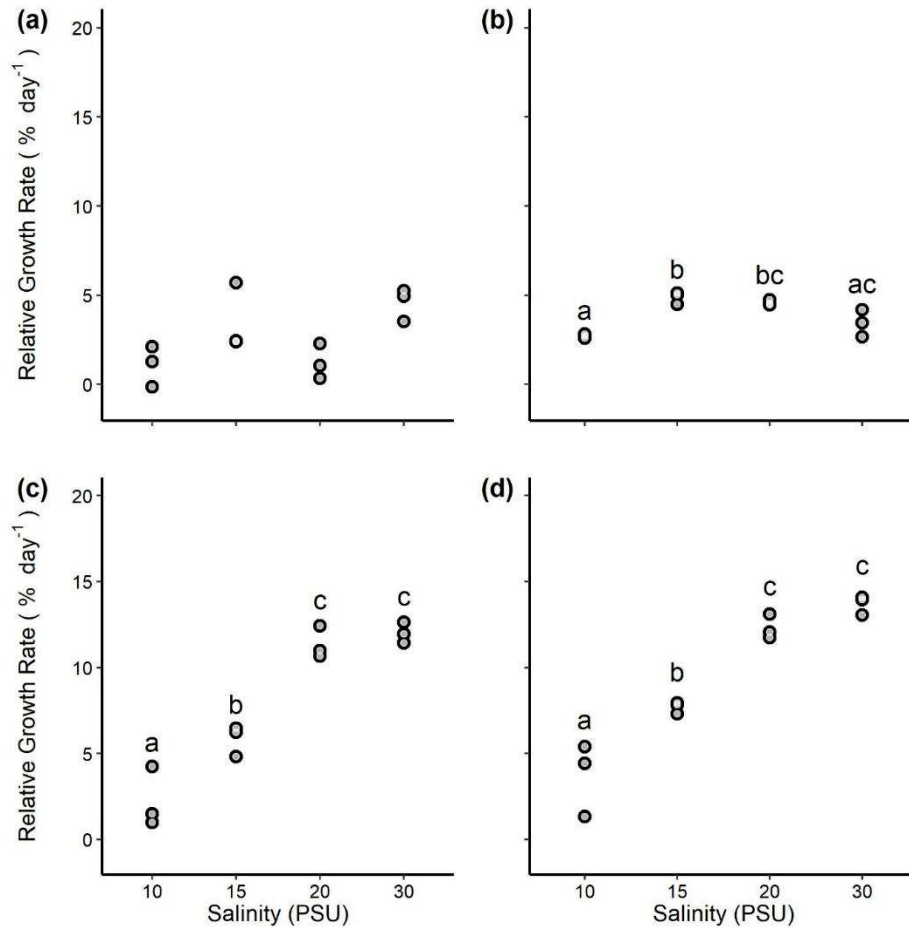 (a)
(b)
20
15
10
5
0
Relative Growth Rate ( % day-1 )
a
b
bc
ac
(c)
(d)
20
15
10
5
0
Relative Growth Rate ( % day-1 )
a
b
c
c
a
b
c
c
10 15 20 30
10 15 20 30
Salinity (PSU)
Salinity (PSU)